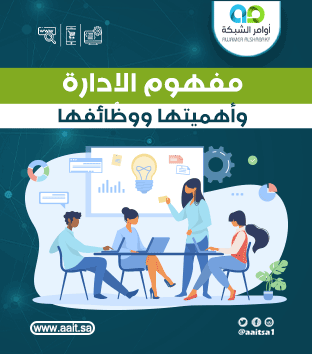 أوامر الشبكة
AWAMER ALSHABAKA
مفهوم الادارة
وأهميتها ووظائفها
www.aait.sa
@aaitsa1